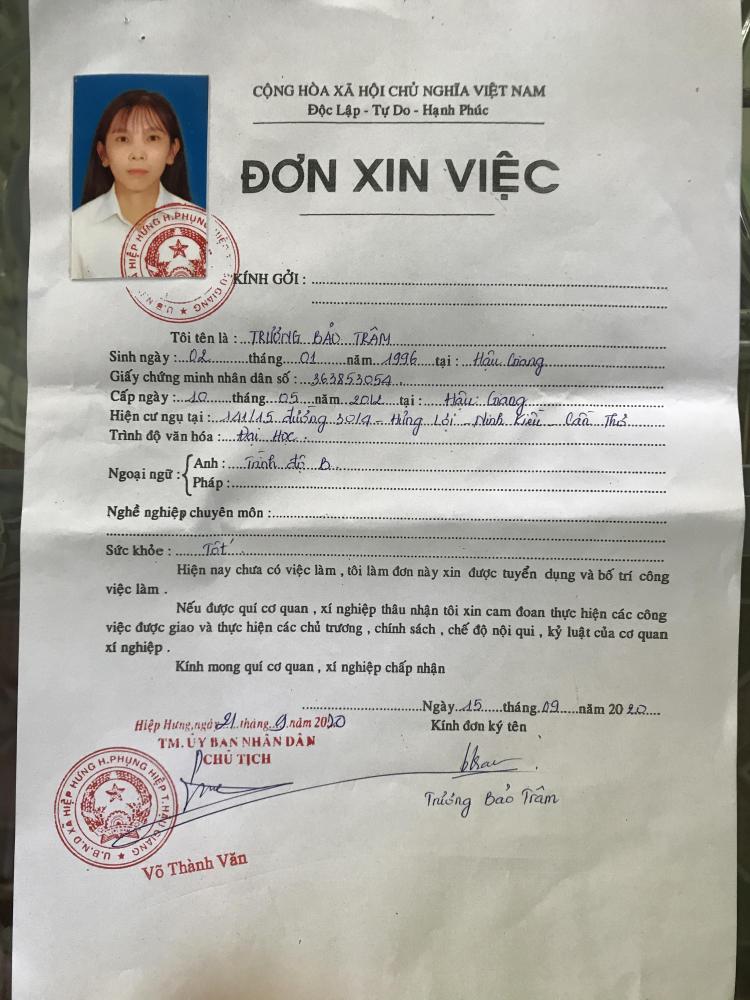 CỘNG HÒA XÃ HỘI CHỦ NGHĨA VIỆT NAM
Độc Lập - Tự Do - Hạnh Phúc
ĐƠN XIN VIỆC
HIỆP HƯNG H.PHỤNG HIỆP
U.B.N.D
KÍNH GỞI :
Tôi tên là : TRƯƠNG BẢO TRÂM
Sinh ngày : 02 tháng 01 năm 1996 tại : Hậu Giang
Giấy chứng minh nhân dân số : 363853054
Cấp ngày : 10 tháng 05 năm 2012 tại : Hậu Giang
Hiện cư ngụ tại : 141/15 đường 30/4 - Hưng Lợi - Ninh Kiều - Cần Thơ
Trình độ văn hóa : Đại Học
Ngoại ngữ : Anh : Trình độ B
Pháp :
Nghề nghiệp chuyên môn :
Sức khỏe : Tốt
Hiện nay chưa có việc làm , tôi làm đơn này xin được tuyển dụng và bố trí công
việc làm .
Nếu được quí cơ quan , xí nghiệp thâu nhận tôi xin cam đoan thực hiện các công
việc được giao và thực hiện các chủ trương , chính sách , chế độ nội qui , kỷ luật của cơ quan
xí nghiệp .
Kính mong quí cơ quan , xí nghiệp chấp nhận
Ngày 15 tháng 09 năm 2020
Kính đơn ký tên
Trương Bảo Trâm
Hiệp Hưng, ngày 21 tháng 9 năm 2020
TM. ỦY BAN NHÂN DÂN
CHỦ TỊCH
U.B.N.D XÃ HIỆP HƯNG H.PHỤNG HIỆP T.HẬU GIANG
Võ Thành Văn